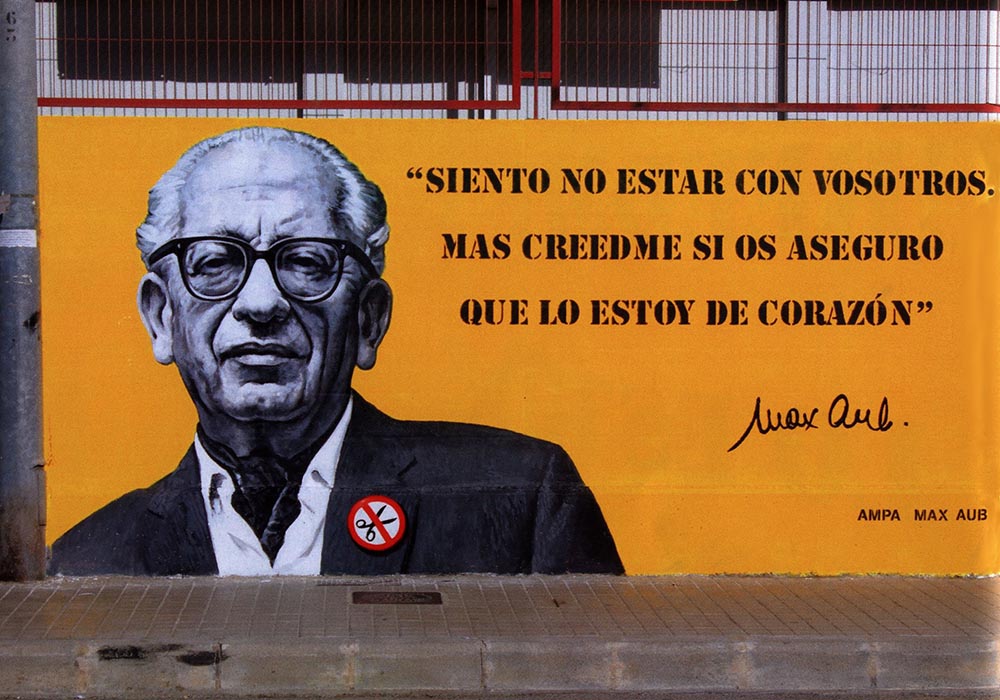 “SIENTO NO ESTAR CON VOSOTROS.
MAS CREEDME SI OS ASEGURO
QUE LO ESTOY DE CORAZÓN”
Max Aub.
AMPA MAX AUB